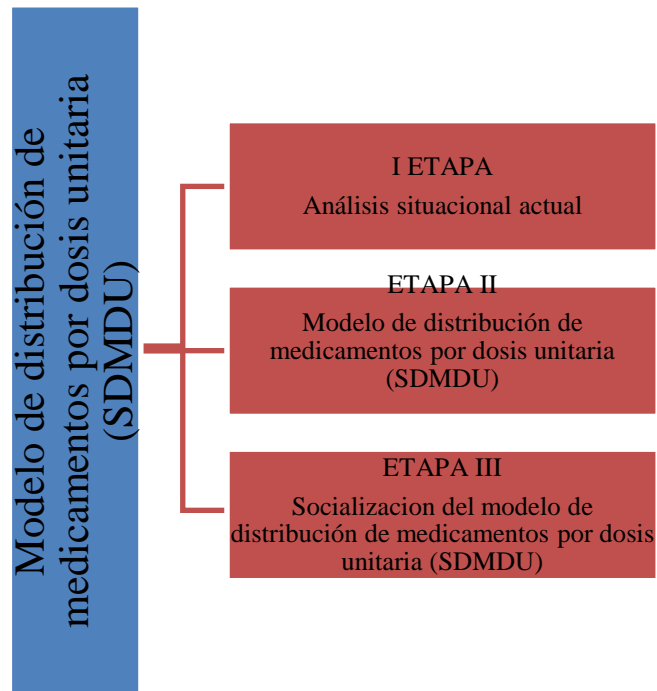 Modelo de distribución de
medicamentos por dosis unitaria
(SDMDU)
I ETAPA
Análisis situacional actual
ETAPA II
Modelo de distribución de
medicamentos por dosis unitaria
(SDMDU)
ETAPA III
Socializacion del modelo de
distribución de medicamentos por dosis
unitaria (SDMDU)